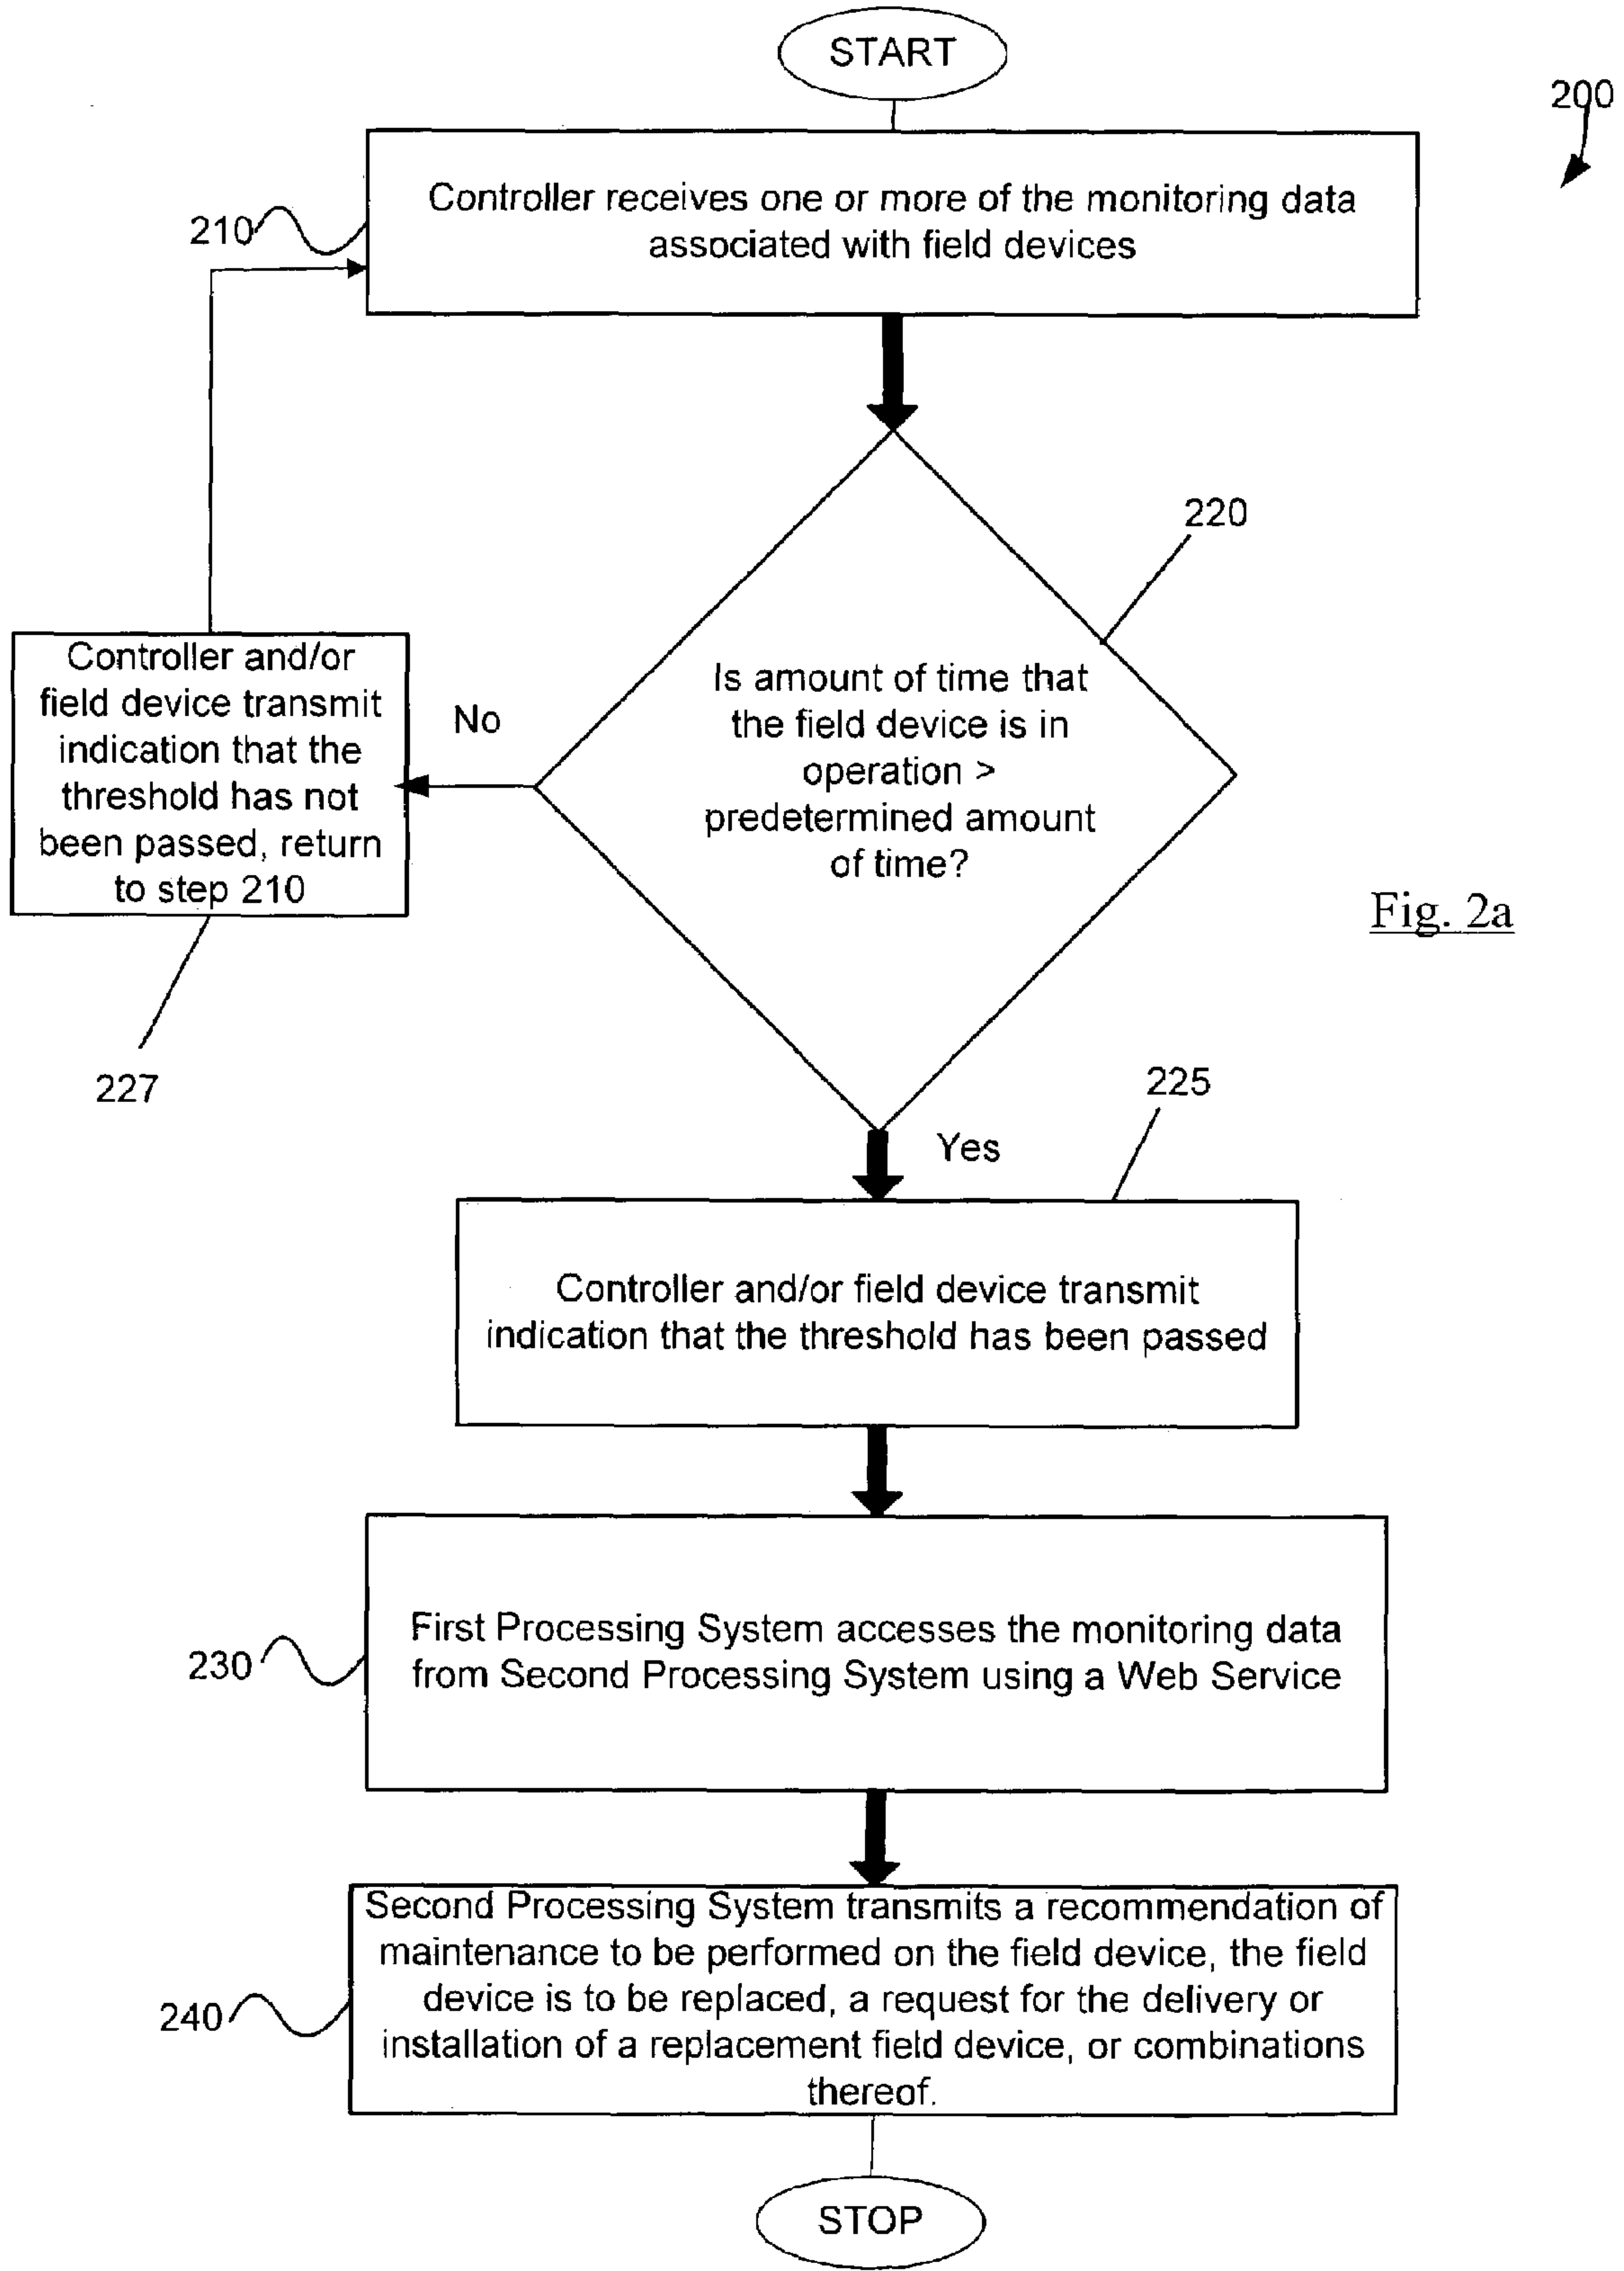 START
200
Controller receives one or more of the monitoring data
associated with field devices
210
220
Is amount of time that
the field device is in
operation >
predetermined amount
of time?
No
Controller and/or
field device transmit
indication that the
threshold has not
been passed, return
to step 210
Fig. 2a
227
225
Yes
Controller and/or field device transmit
indication that the threshold has been passed
First Processing System accesses the monitoring data
from Second Processing System using a Web Service
230
Second Processing System transmits a recommendation of
maintenance to be performed on the field device, the field
device is to be replaced, a request for the delivery or
installation of a replacement field device, or combinations
thereof.
240
STOP